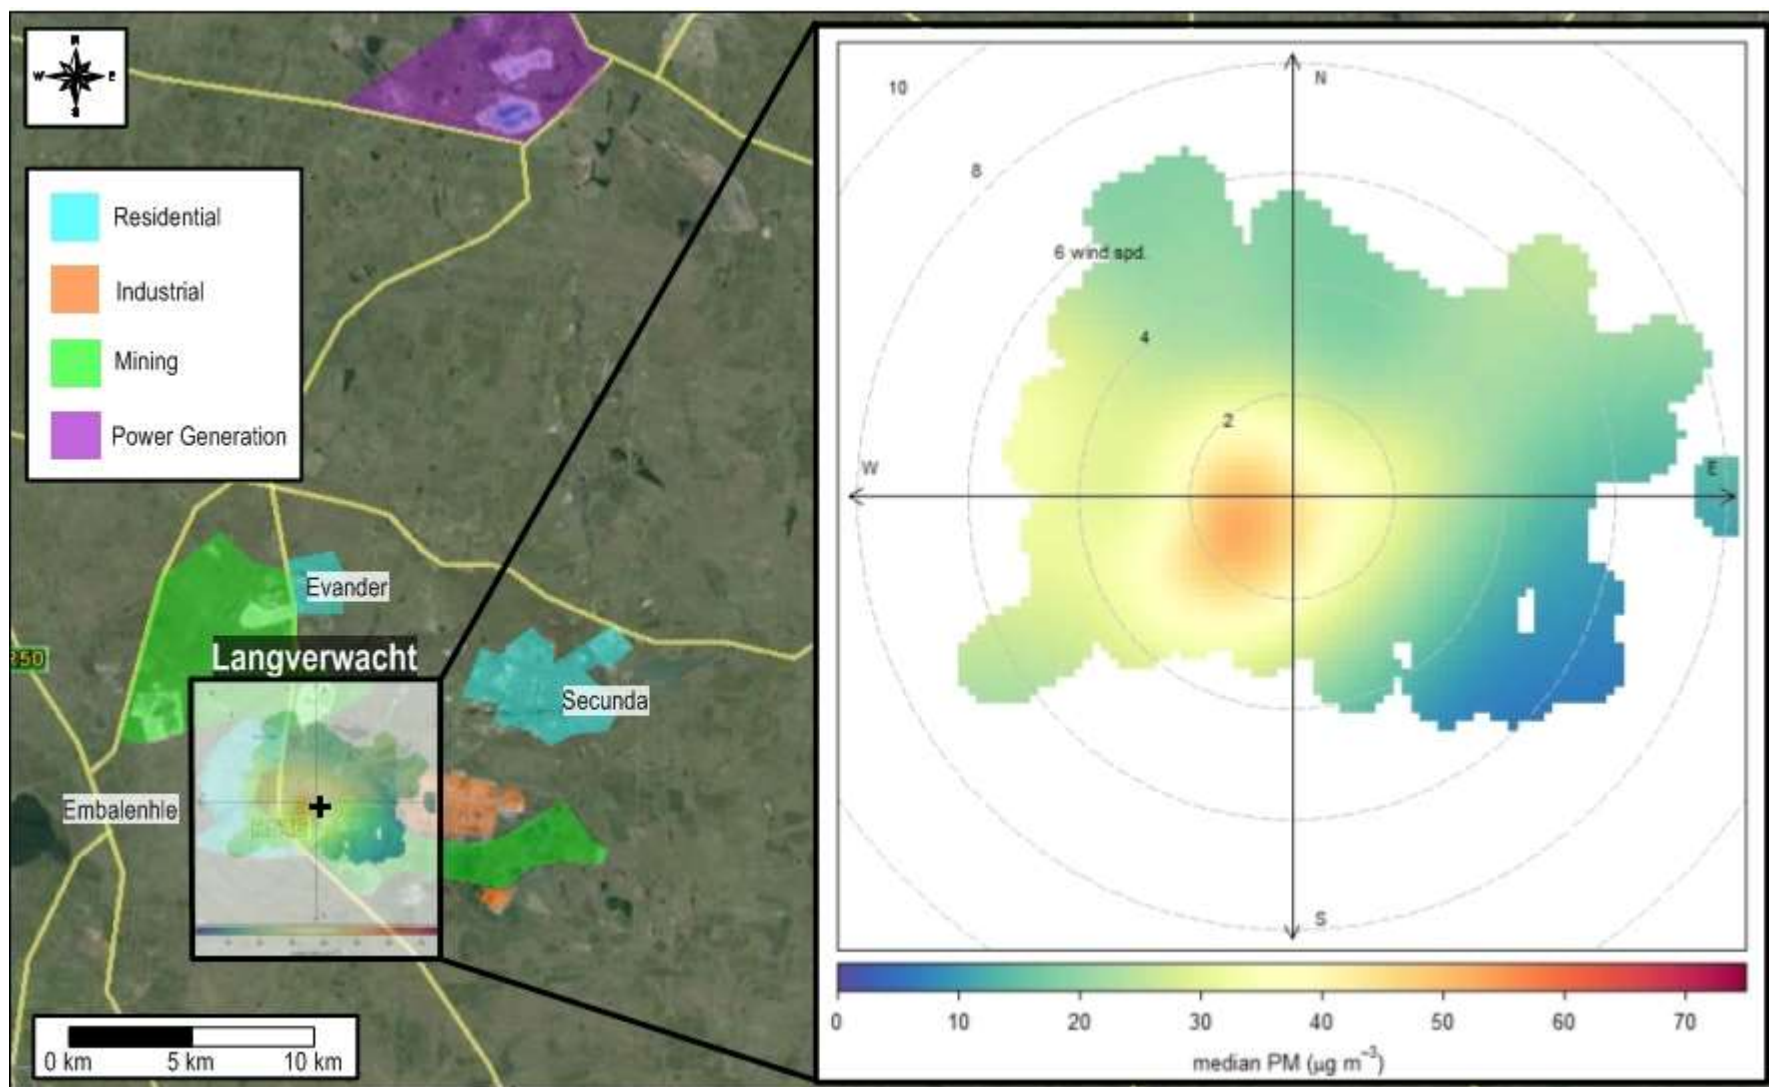 N
W E
S
Residential
Industrial
Mining
Power Generation
Evander
250
Langverwacht
Secunda
Embalenhle
0 km 5 km 10 km
10
N
8
6 wind spd.
4
2
W E
S
0 10 20 30 40 50 60 70
median PM (μg m⁻³)